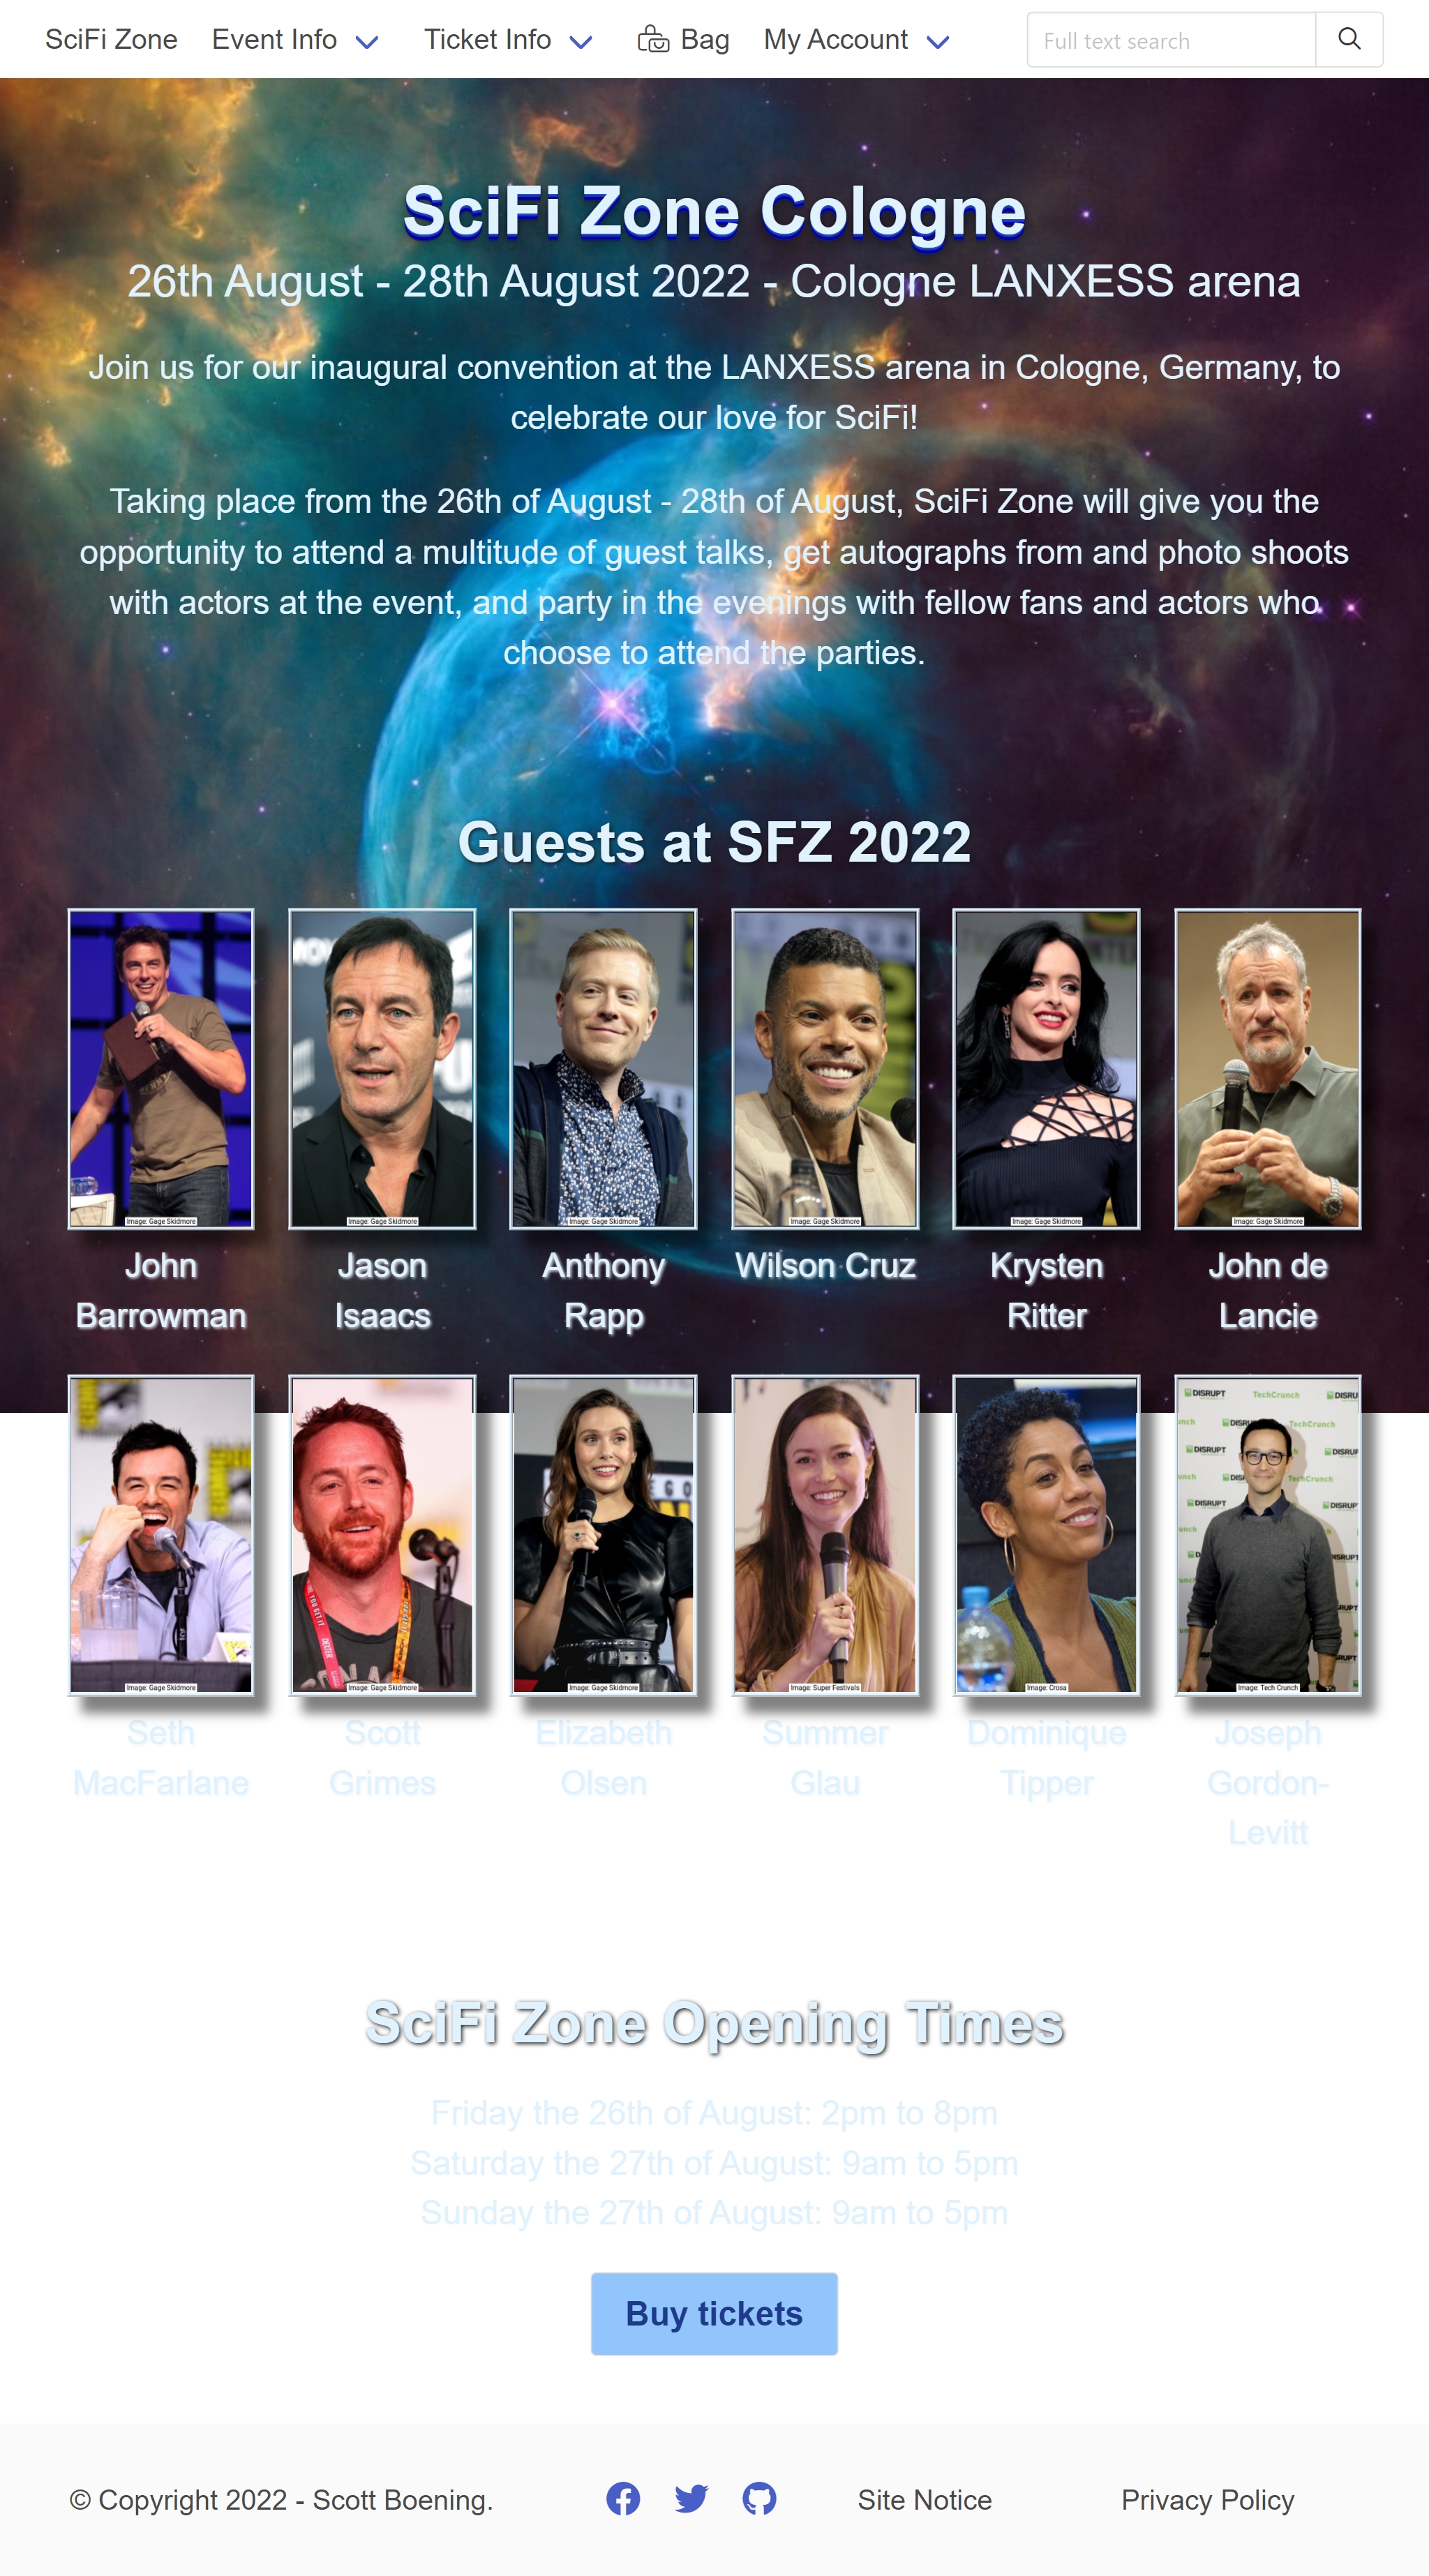 SciFi Zone Event Info Ticket Info Bag My Account Full text search
SciFi Zone Cologne
26th August - 28th August 2022 - Cologne LANXESS arena
Join us for our inaugural convention at the LANXESS arena in Cologne, Germany, to
celebrate our love for SciFi!
Taking place from the 26th of August - 28th of August, SciFi Zone will give you the
opportunity to attend a multitude of guest talks, get autographs from and photo shoots
with actors at the event, and party in the evenings with fellow fans and actors who
choose to attend the parties.
Guests at SFZ 2022
Image: Gage Skidmore
Image: Gage Skidmore
Image: Gage Skidmore
Image: Gage Skidmore
Image: Gage Skidmore
Image: Gage Skidmore
John
Barrowman
Jason
Isaacs
Anthony
Rapp
Wilson Cruz
Krysten
Ritter
John de
Lancie
DISRUPT TechCrunch
TechCrunch
DISRUPT
DISRUPT
DISRUPT
Image: Gage Skidmore
Image: Gage Skidmore
Image: Gage Skidmore
Image: Super Festivals
Image: Crosa
Image: Tech Crunch
Seth
MacFarlane
Scott
Grimes
Elizabeth
Olsen
Summer
Glau
Dominique
Tipper
Joseph
Gordon-
Levitt
SciFi Zone Opening Times
Friday the 26th of August: 2pm to 8pm
Saturday the 27th of August: 9am to 5pm
Sunday the 27th of August: 9am to 5pm
Buy tickets
© Copyright 2022 - Scott Boening. Site Notice Privacy Policy